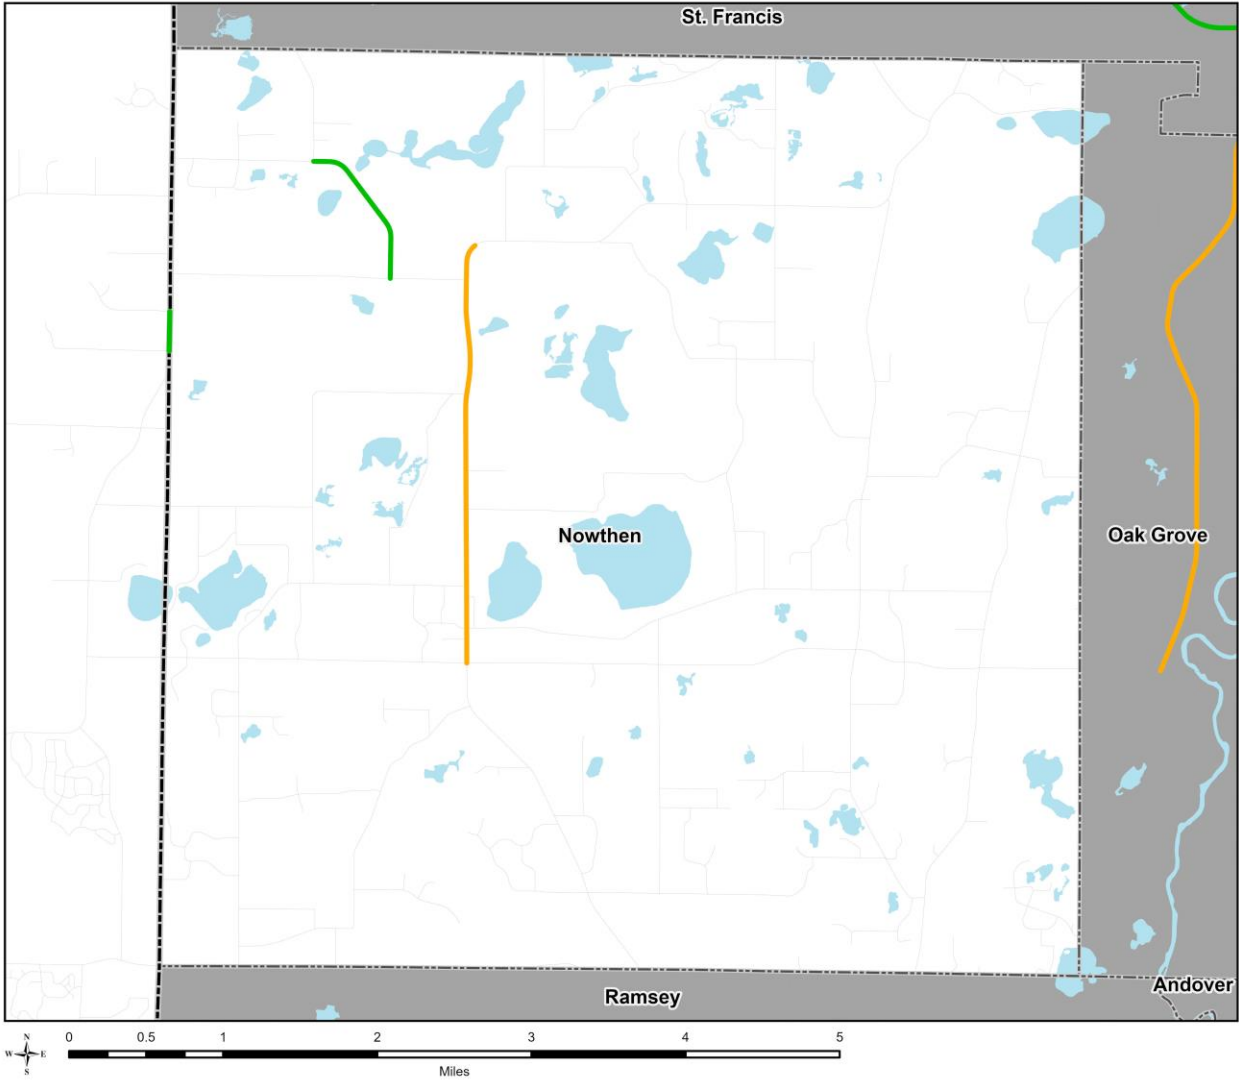 St. Francis
Nowthen
Oak Grove
Ramsey
Andover
N
W E
S
0 0.5 1 2 3 4 5
Miles